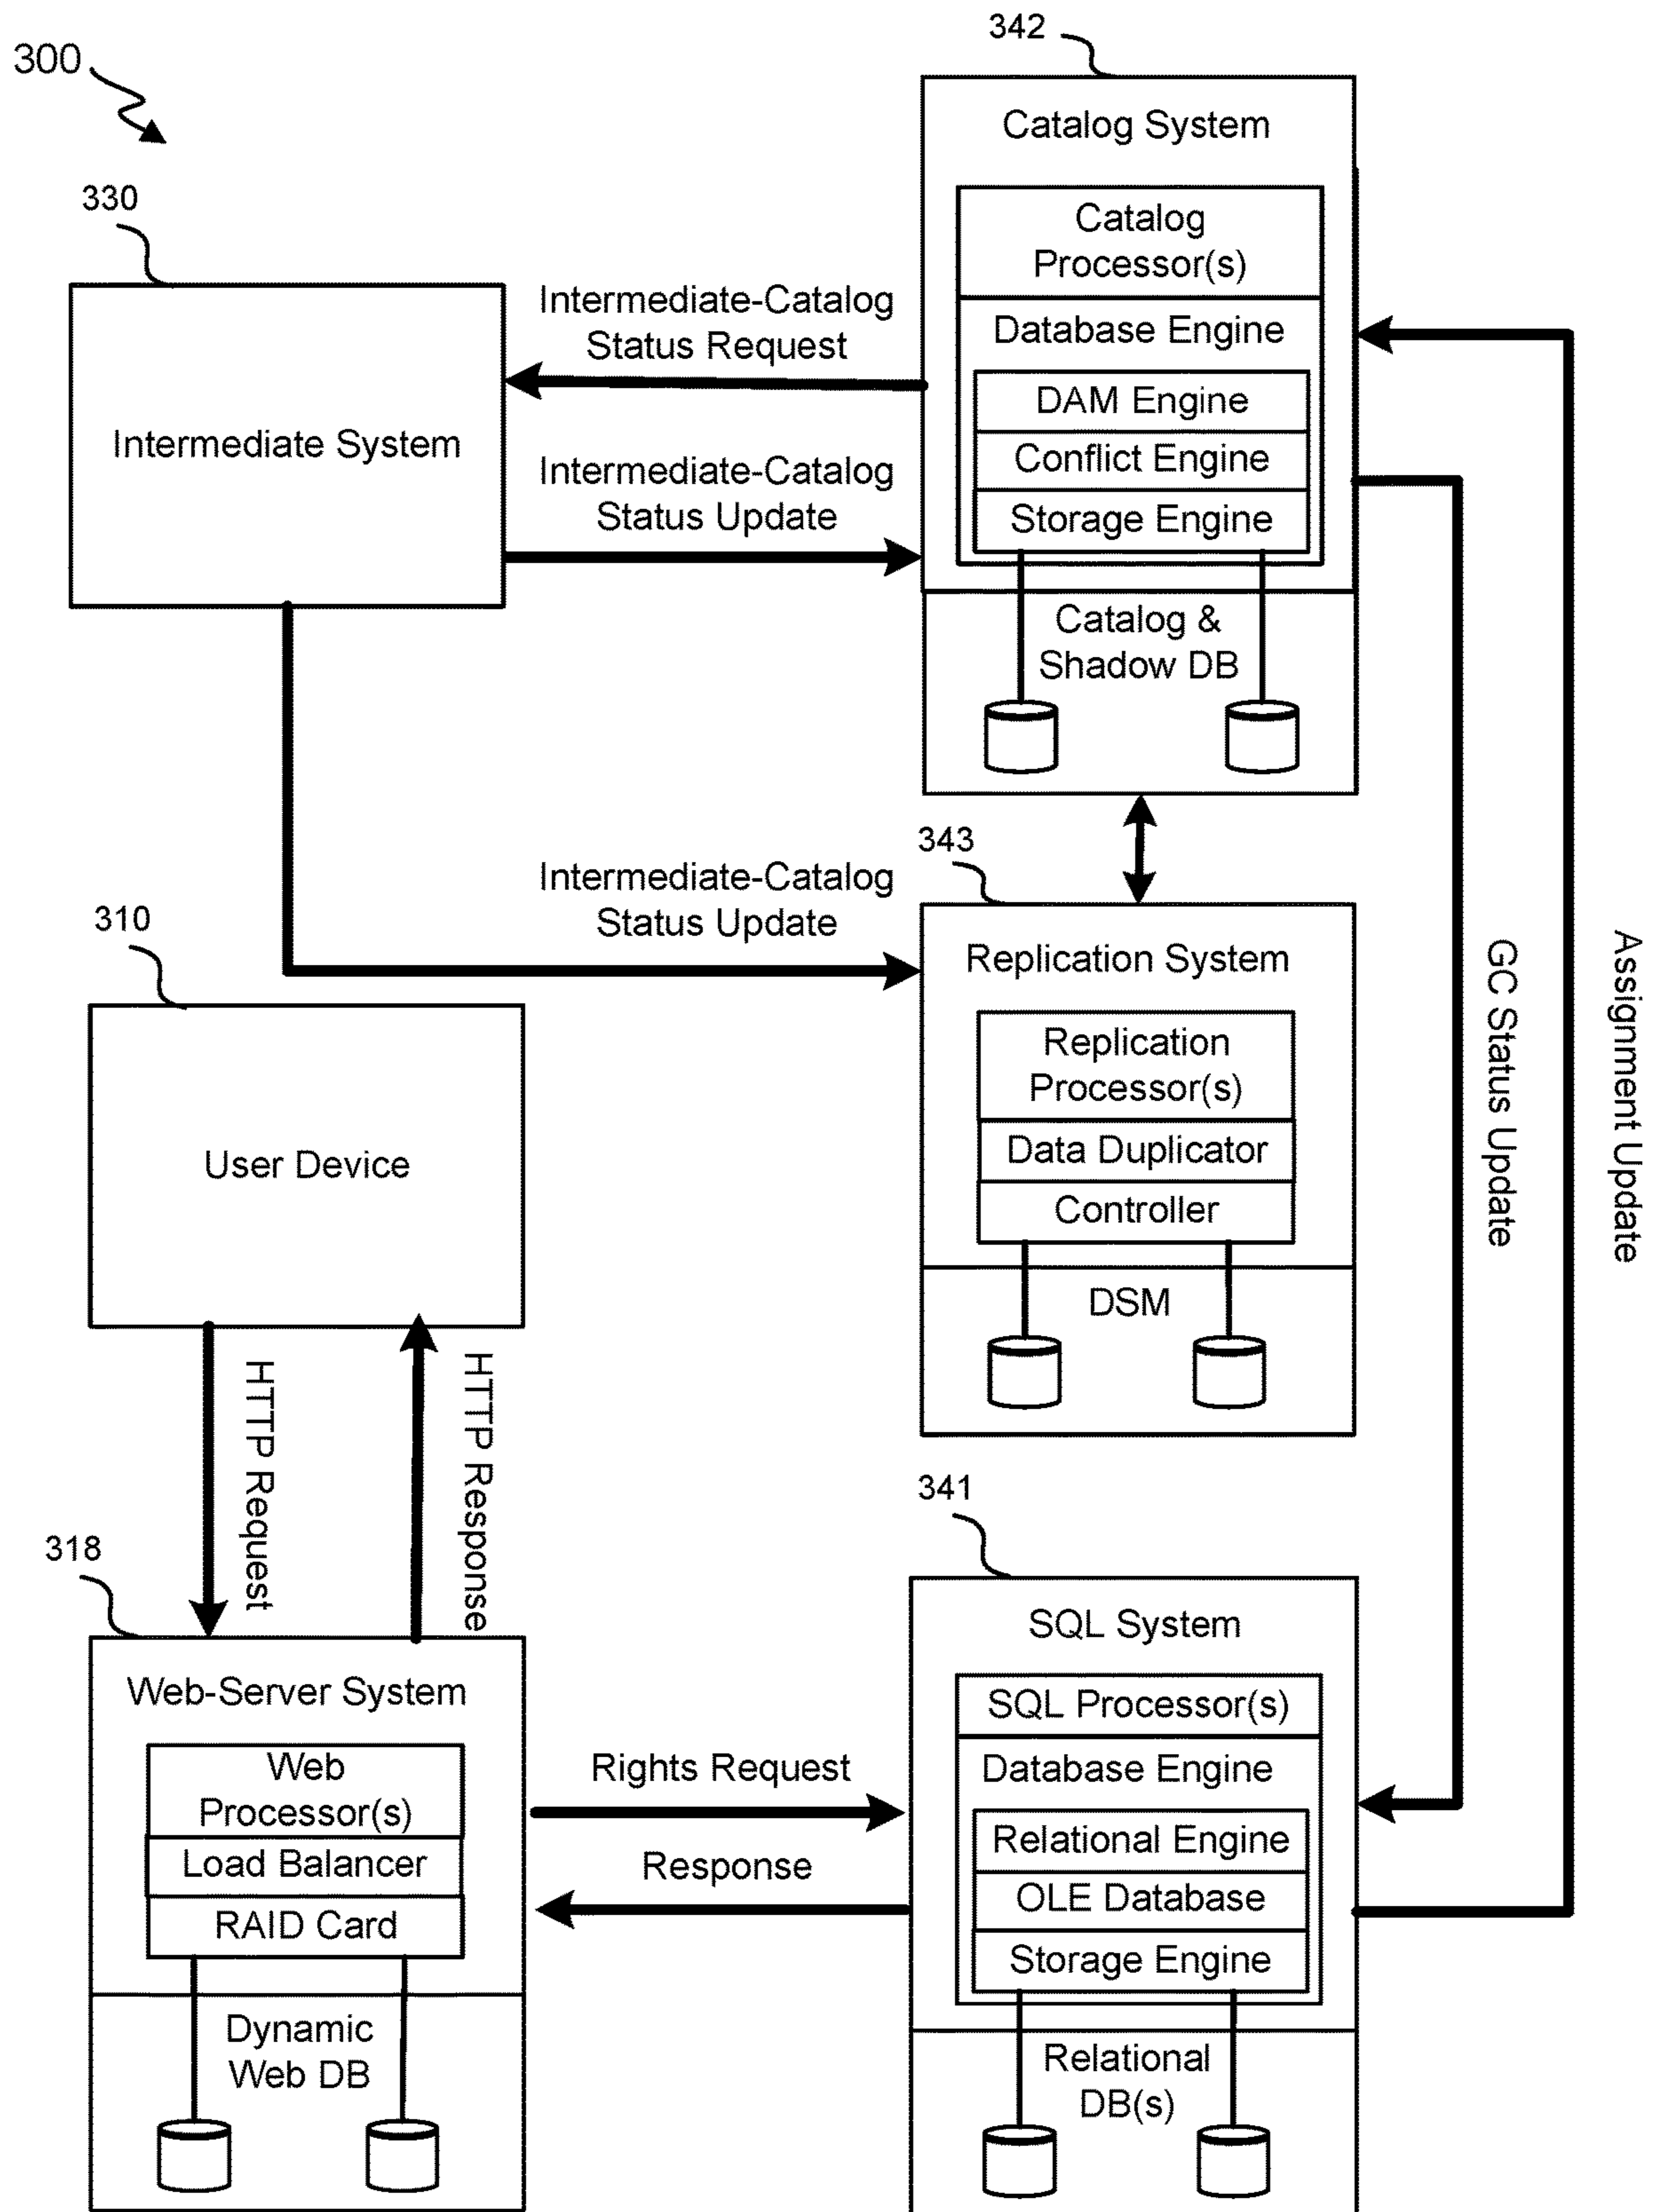 300
342
Catalog System
330
Catalog
Processor(s)
Intermediate-Catalog
Status Request
Database Engine
DAM Engine
Intermediate System
Conflict Engine
Intermediate-Catalog
Status Update
Storage Engine
Catalog &
Shadow DB
343
Intermediate-Catalog
Status Update
310
Replication System
GC Status Update
Assignment Update
Replication
Processor(s)
User Device
Data Duplicator
Controller
DSM
HTTP Request
HTTP Response
341
318
SQL System
Web-Server System
SQL Processor(s)
Web
Processor(s)
Rights Request
Database Engine
Load Balancer
Relational Engine
Response
OLE Database
RAID Card
Storage Engine
Dynamic
Web DB
Relational
DB(s)